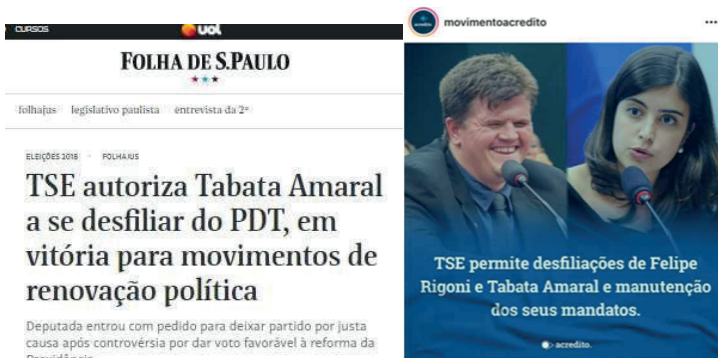 CURSOS
uol
FOLHA DE S.PAULO
folhajus legislativo paulista entrevista da 2ª
ELEIÇÕES 2018 · FOLHAJUS
TSE autoriza Tabata Amaral
a se desfiliar do PDT, em
vitória para movimentos de
renovação política
Deputada entrou com pedido para deixar partido por justa
causa após controvérsia por dar voto favorável à reforma da
Previdência
acredito
movimentoacredito
TSE permite desfiliações de Felipe
Rigoni e Tabata Amaral e manutenção
dos seus mandatos.
acredito.